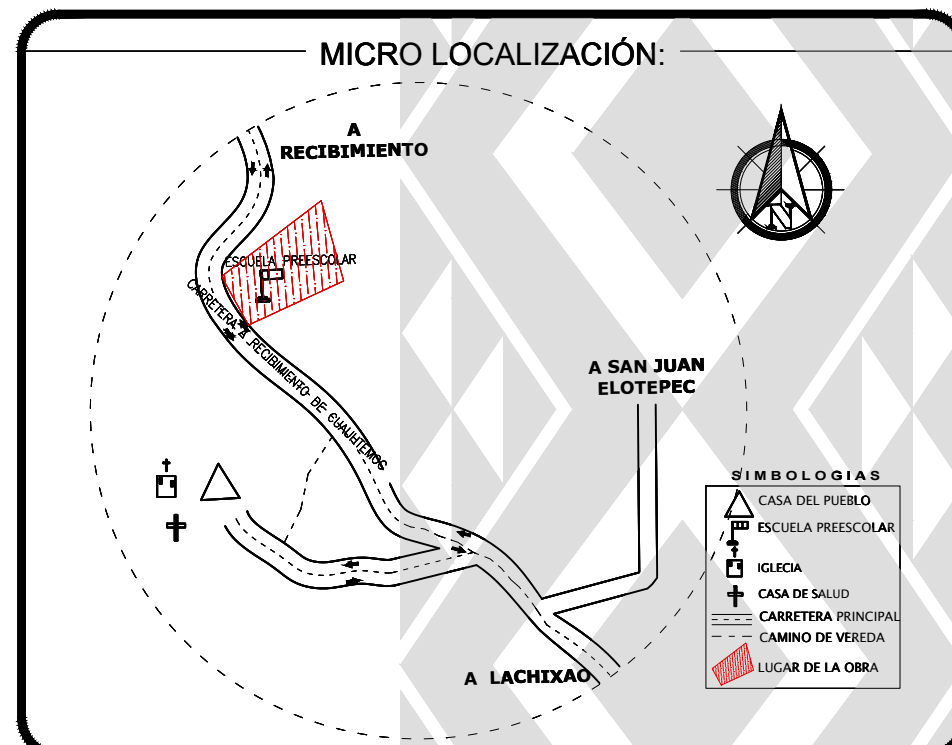 MICRO LOCALIZACIÓN:
A
RECIBIMIENTO
N
ESCUELA PREESCOLAR
CARRETERA A RECIBIMIENTO DE CUAUHTEMOC
A SAN JUAN
ELOTEPEC
SIMBOLOGIAS
CASA DEL PUEBLO
ESCUELA PREESCOLAR
IGLECIA
CASA DE SALUD
CARRETERA PRINCIPAL
CAMINO DE VEREDA
LUGAR DE LA OBRA
A LACHIXAO